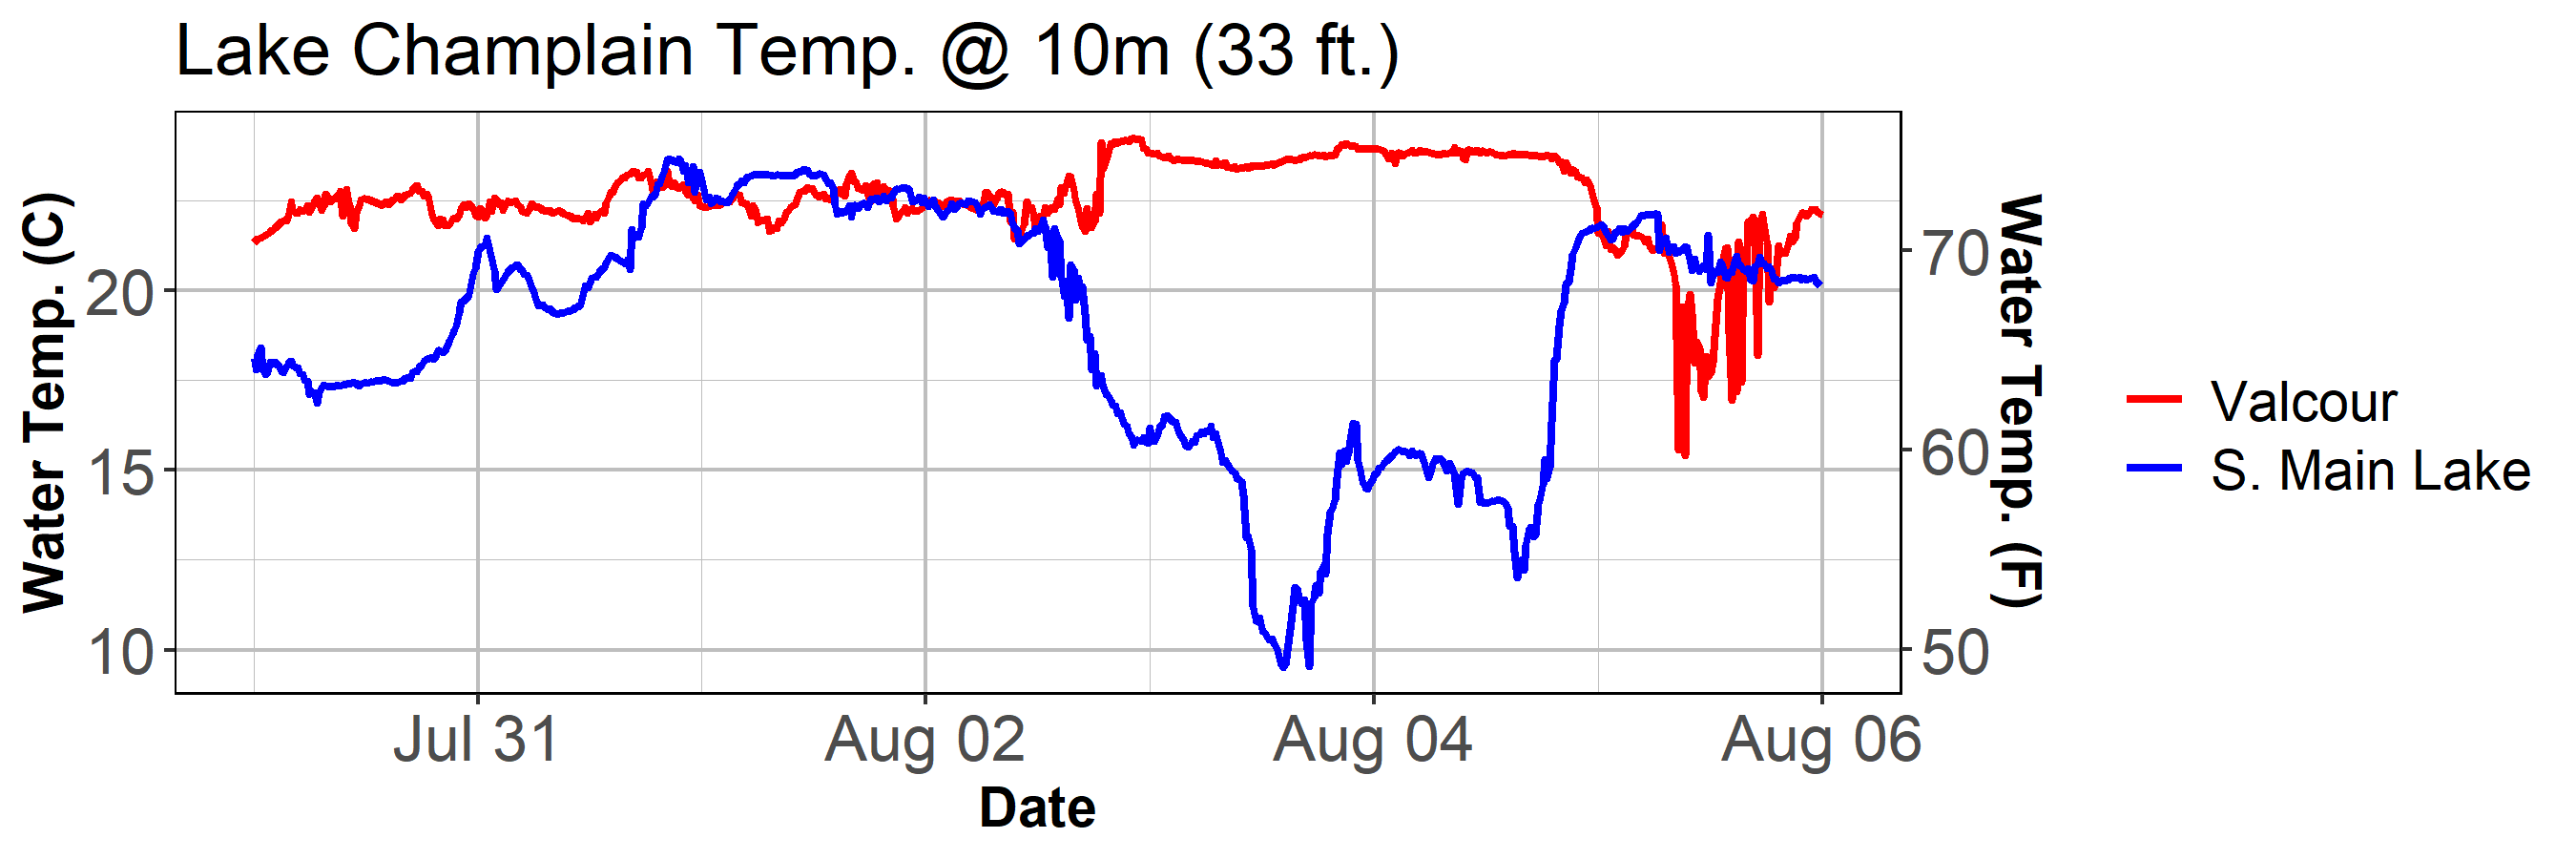 Lake Champlain Temp. @ 10m (33 ft.)
Water Temp. (C)
20
15
10
70
60
50
Water Temp. (F)
Jul 31
Aug 02
Aug 04
Aug 06
Date
Valcour
S. Main Lake